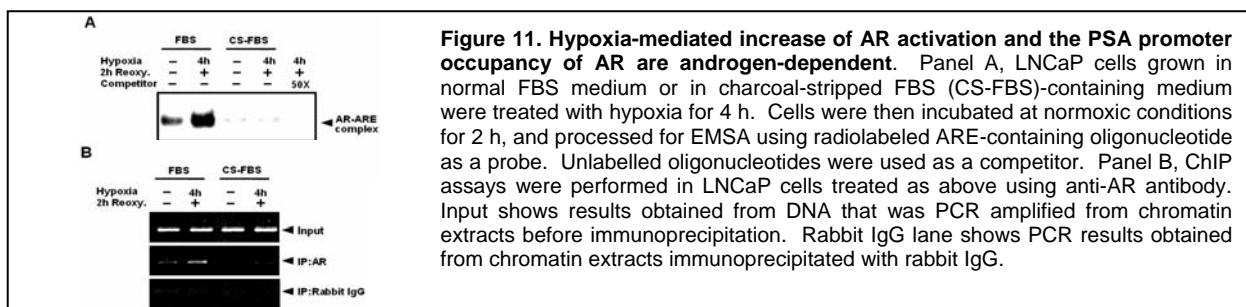 A
FBS CS-FBS
Hypoxia – 4h – 4h 4h
2h Reoxy. – + – + +
Competitor 50X
AR-ARE
complex
B
FBS CS-FBS
Hypoxia – 4h – 4h
2h Reoxy. – + – +
Input
IP:AR
IP:Rabbit IgG
Figure 11. Hypoxia-mediated increase of AR activation and the PSA promoter
occupancy of AR are androgen-dependent. Panel A, LNCaP cells grown in
normal FBS medium or in charcoal-stripped FBS (CS-FBS)-containing medium
were treated with hypoxia for 4 h. Cells were then incubated at normoxic conditions
for 2 h, and processed for EMSA using radiolabeled ARE-containing oligonucleotide
as a probe. Unlabelled oligonucleotides were used as a competitor. Panel B, ChIP
assays were performed in LNCaP cells treated as above using anti-AR antibody.
Input shows results obtained from DNA that was PCR amplified from chromatin
extracts before immunoprecipitation. Rabbit IgG lane shows PCR results obtained
from chromatin extracts immunoprecipitated with rabbit IgG.